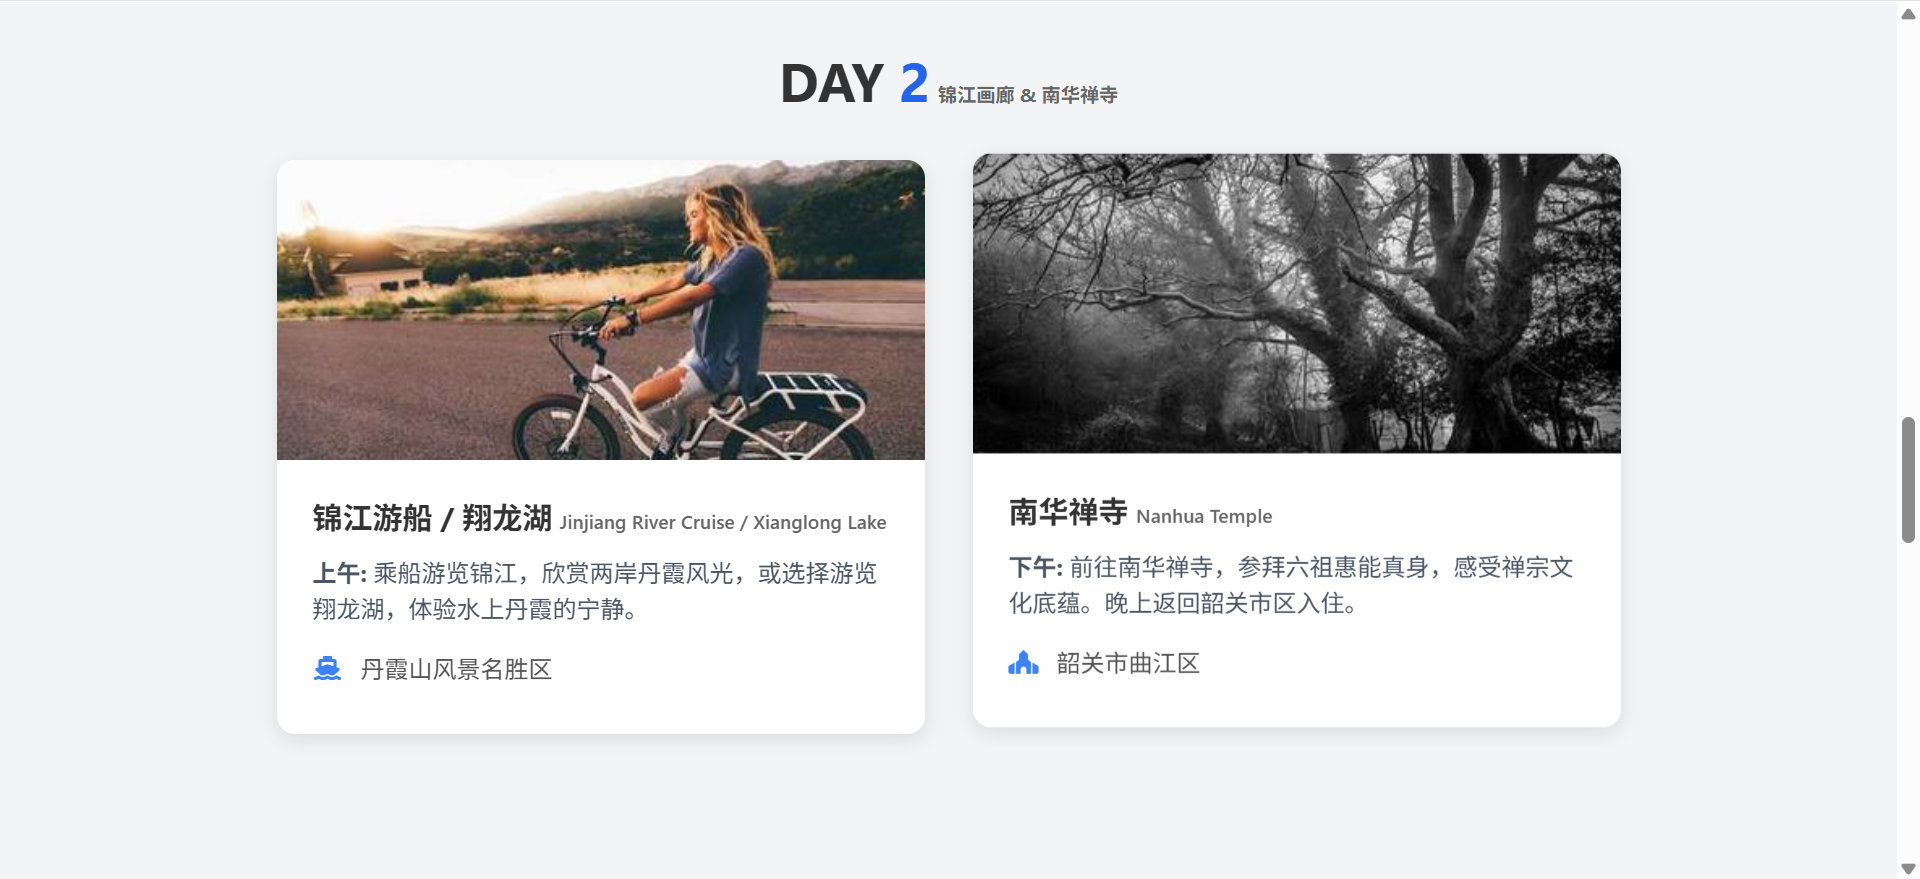 DAY 2 锦江画廊 & 南华禅寺
锦江游船 / 翔龙湖 Jinjiang River Cruise / Xianglong Lake
上午: 乘船游览锦江，欣赏两岸丹霞风光，或选择游览
翔龙湖，体验水上丹霞的宁静。
丹霞山风景名胜区
南华禅寺 Nanhua Temple
下午: 前往南华禅寺，参拜六祖惠能真身，感受禅宗文
化底蕴。晚上返回韶关市区入住。
韶关市曲江区